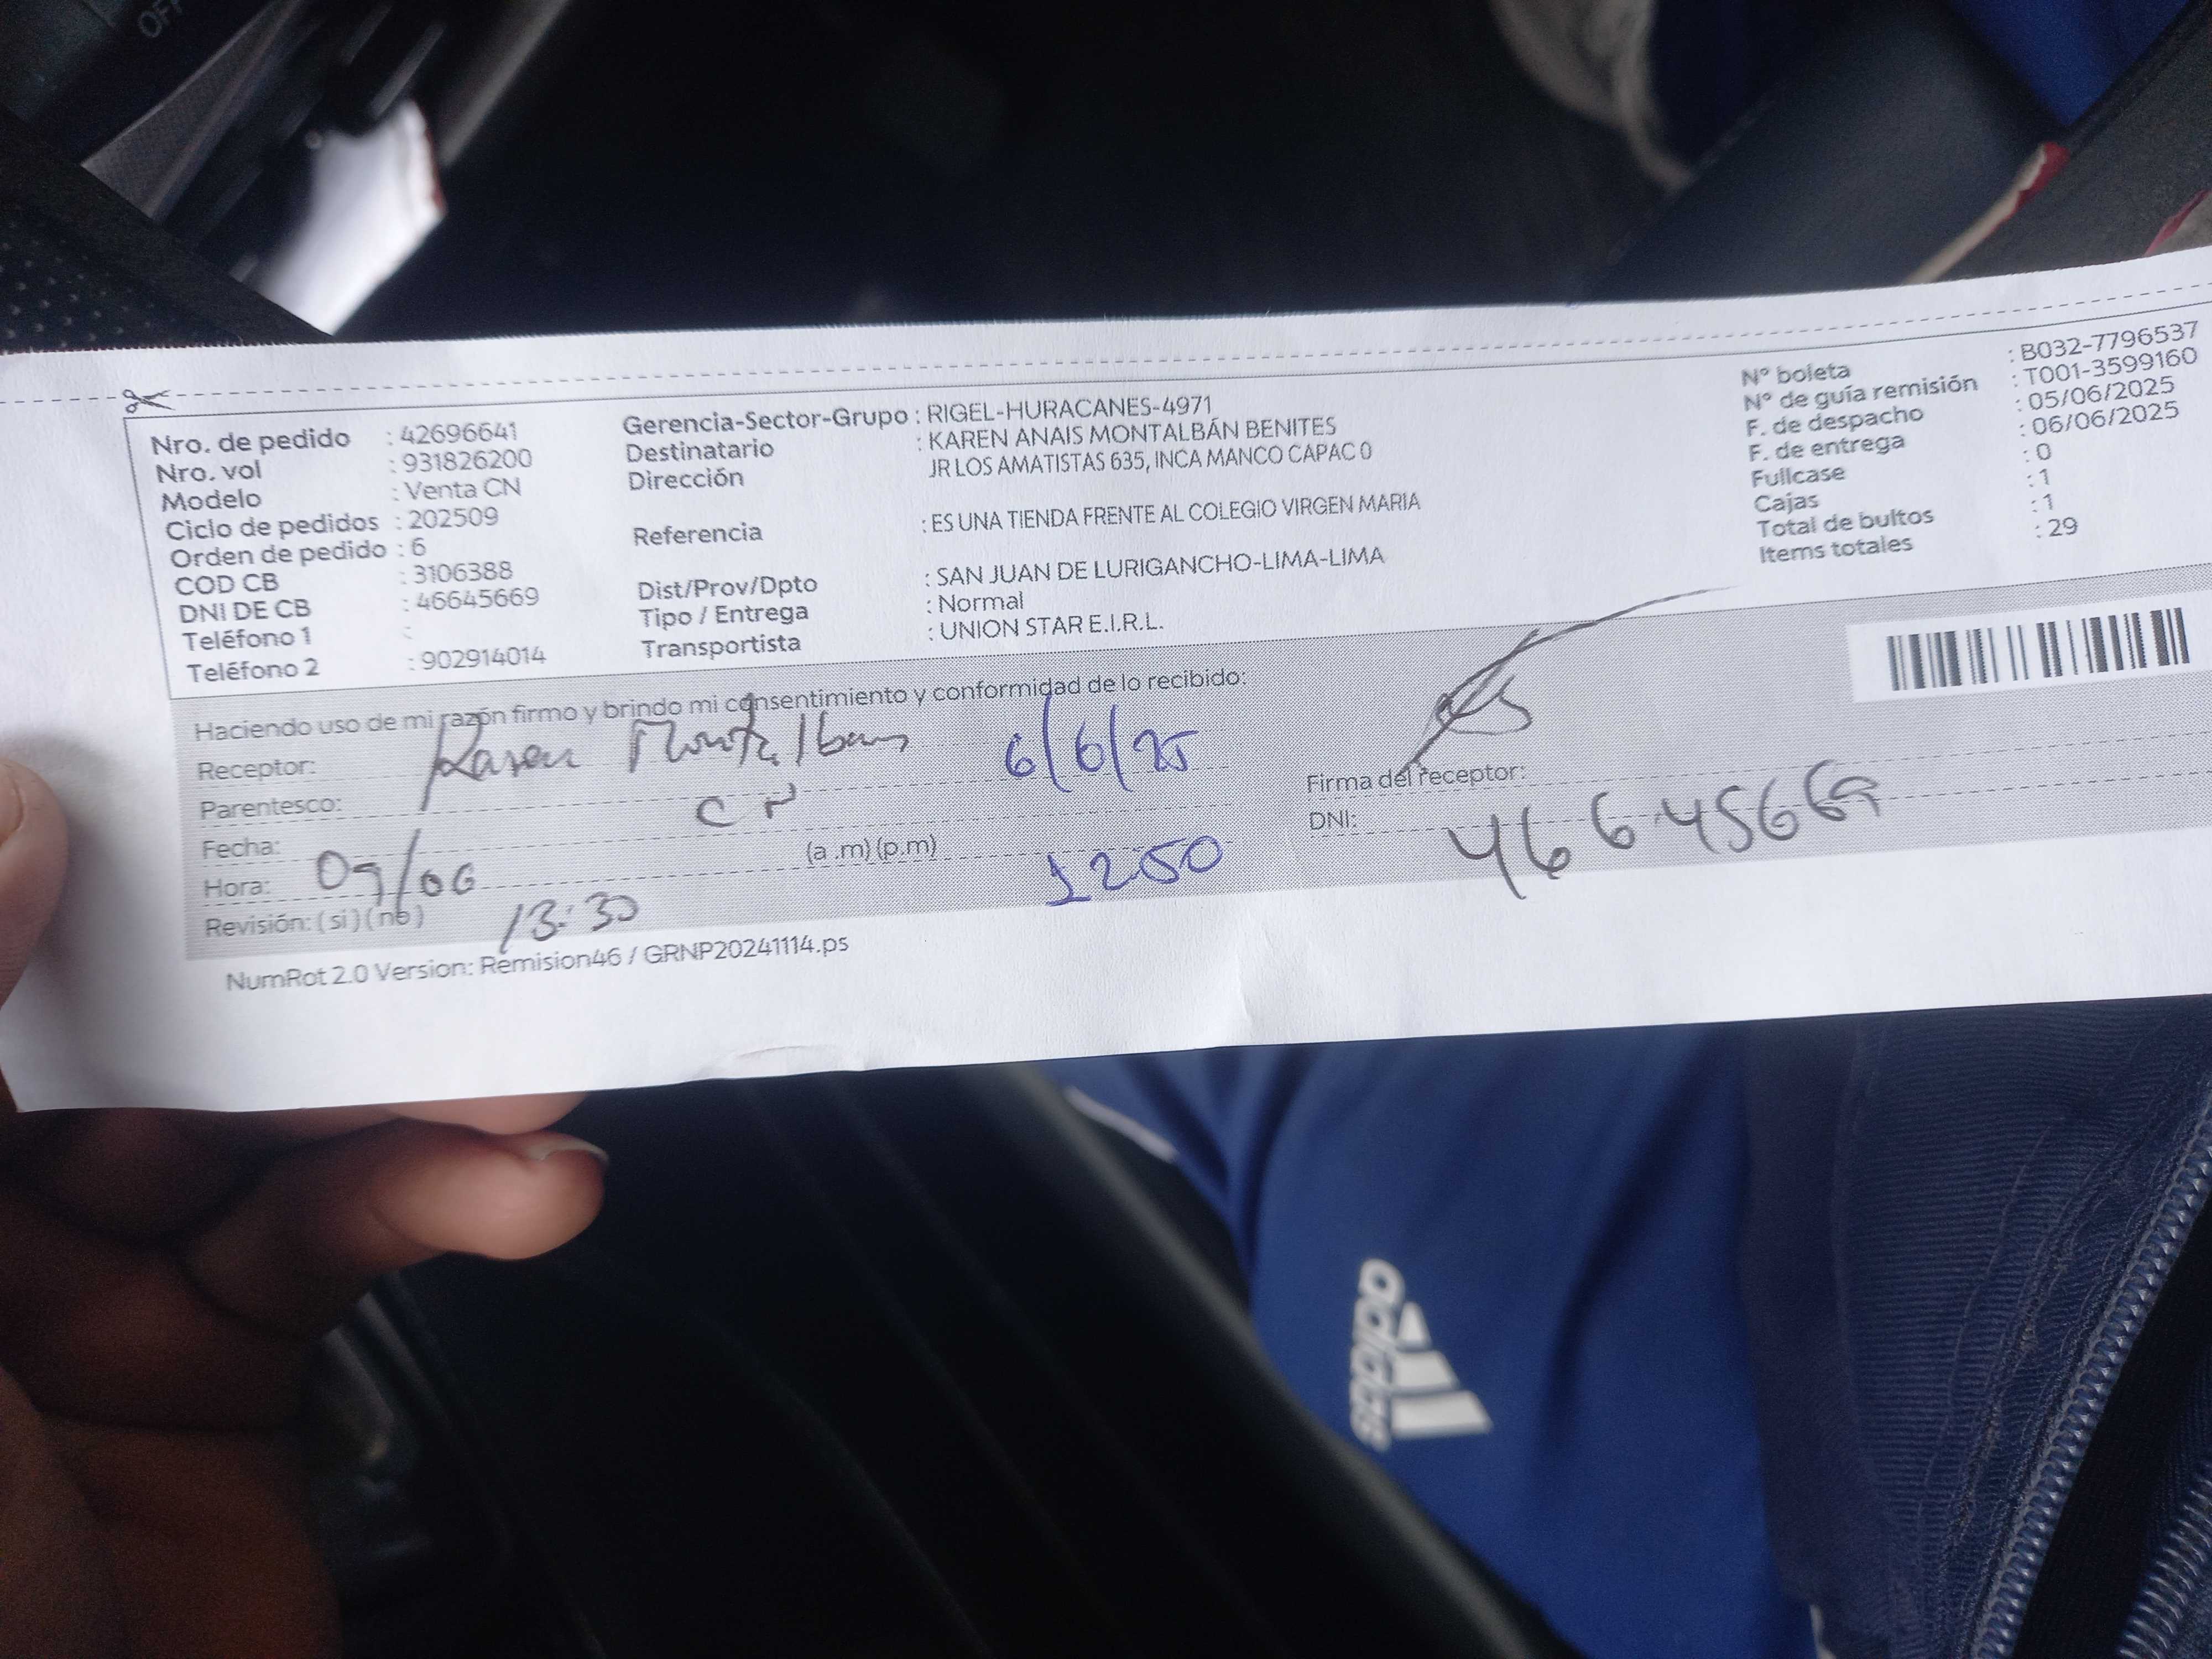 OFF
Nro. de pedido : 42696641
Nro. vol : 931826200
Modelo : Venta CN
Ciclo de pedidos : 202509
Orden de pedido : 6
COD CB : 3106388
DNI DE CB : 46645669
Teléfono 1 :
Teléfono 2 : 902914014
Gerencia-Sector-Grupo : RIGEL-HURACANES-4971
Destinatario : KAREN ANAIS MONTALBÁN BENITES
Dirección JR LOS AMATISTAS 635, INCA MANCO CAPAC 0
Referencia : ES UNA TIENDA FRENTE AL COLEGIO VIRGEN MARIA
Dist/Prov/Dpto : SAN JUAN DE LURIGANCHO-LIMA-LIMA
Tipo / Entrega : Normal
Transportista : UNION STAR E.I.R.L.
Nº boleta : B032-7796537
Nº de guía remisión : T001-3599160
F. de despacho : 05/06/2025
F. de entrega : 06/06/2025
Fullcase : 0
Cajas : 1
Total de bultos : 1
Items totales : 29
Haciendo uso de mi razón firmo y brindo mi consentimiento y conformidad de lo recibido:
Receptor: Karen Montalban 6/6/25
Parentesco:
Fecha: 09/06
Hora: 13:30 (a .m) (p.m) 1250
Revisión: ( si ) ( no )
Firma del receptor:
DNI: 46645669
NumRot 2.0 Version: Remision46 / GRNP20241114.ps
adidas